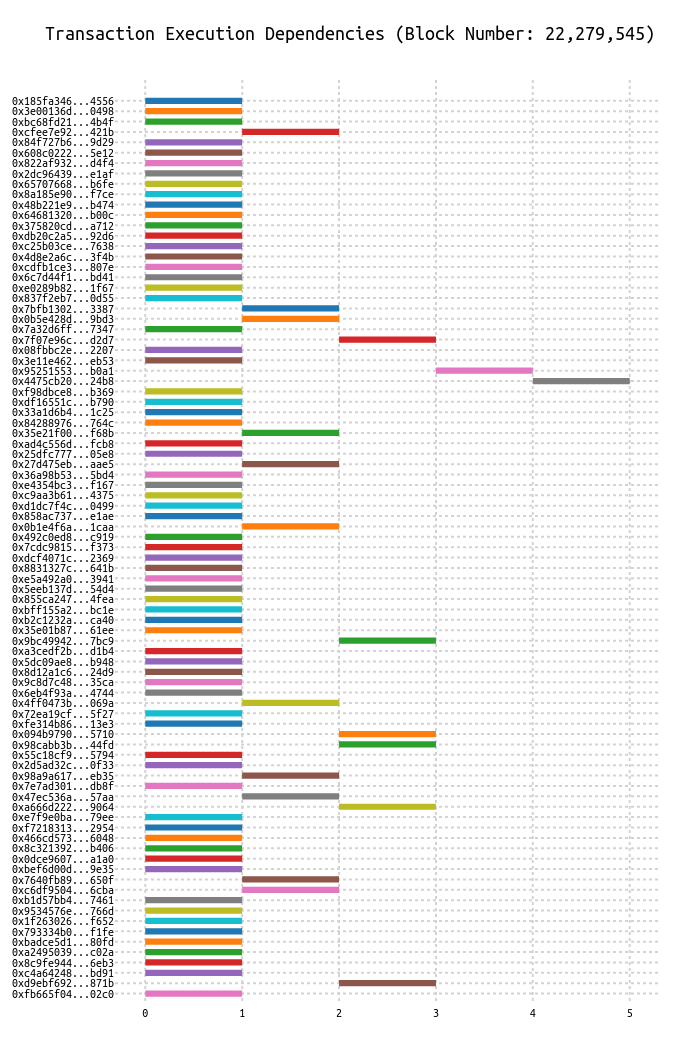 Transaction Execution Dependencies (Block Number: 22,279,545)
0x185fa346...4556
0x3e00136d...0498
0xbc68fd21...4b4f
0xcfee7e92...421b
0x84f727b6...9d29
0x608c0222...5e12
0x822af932...d4f4
0x2dc96439...e1af
0x65707668...b6fe
0x8a185e90...f7ce
0x48b221e9...b474
0x64681320...b00c
0x375820cd...a712
0xdb20c2a5...92d6
0xc25b03ce...7638
0x4d8e2a6c...3f4b
0xcdfb1ce3...807e
0x6c7d44f1...bd41
0xe0289b82...1f67
0x837f2eb7...0d55
0x7bfb1302...3387
0x0b5e428d...9bd3
0x7a32d6ff...7347
0x7f07e96c...d2d7
0x08fbbc2e...2207
0x3e11e462...eb53
0x95251553...b0a1
0x4475cb20...24b8
0xf98dbce8...b369
0xdf16551c...b790
0x33a1d6b4...1c25
0x84288976...764c
0x35e21f00...f68b
0xad4c556d...fcb8
0x25dfc777...05e8
0x27d475eb...aae5
0x36a98b53...5bd4
0xe4354bc3...f167
0xc9aa3b61...4375
0xd1dc7f4c...0499
0x858ac737...e1ae
0x0b1e4f6a...1caa
0x492c0ed8...c919
0x7cdc9815...f373
0xdcf4071c...2369
0x8831327c...641b
0xe5a492a0...3941
0x5eeb137d...54d4
0x855ca247...4fea
0xbff155a2...bc1e
0xb2c1232a...ca40
0x35e01b87...61ee
0x9bc49942...7bc9
0xa3cedf2b...d1b4
0x5dc09ae8...b948
0x8d12a1c6...24d9
0x9c8d7c48...35ca
0x6eb4f93a...4744
0x4ff0473b...069a
0x72ea19cf...5f27
0xfe314b86...13e3
0x094b9790...5710
0x98cabb3b...44fd
0x55c18cf9...5794
0x2d5ad32c...0f33
0x98a9a617...eb35
0x7e7ad301...db8f
0x47ec536a...57aa
0xa666d222...9064
0xe7f9e0ba...79ee
0xf7218313...2954
0x466cd573...6048
0x8c321392...b406
0x0dce9607...a1a0
0xbef6d00d...9e35
0x7640fb89...650f
0xc6df9504...6cba
0xb1d57bb4...7461
0x9534576e...766d
0x1f263026...f652
0x793334b0...f1fe
0xbadce5d1...80fd
0xa2495039...c02a
0x8c9fe944...6eb3
0xc4a64248...bd91
0xd9ebf692...871b
0xfb665f04...02c0
0 1 2 3 4 5